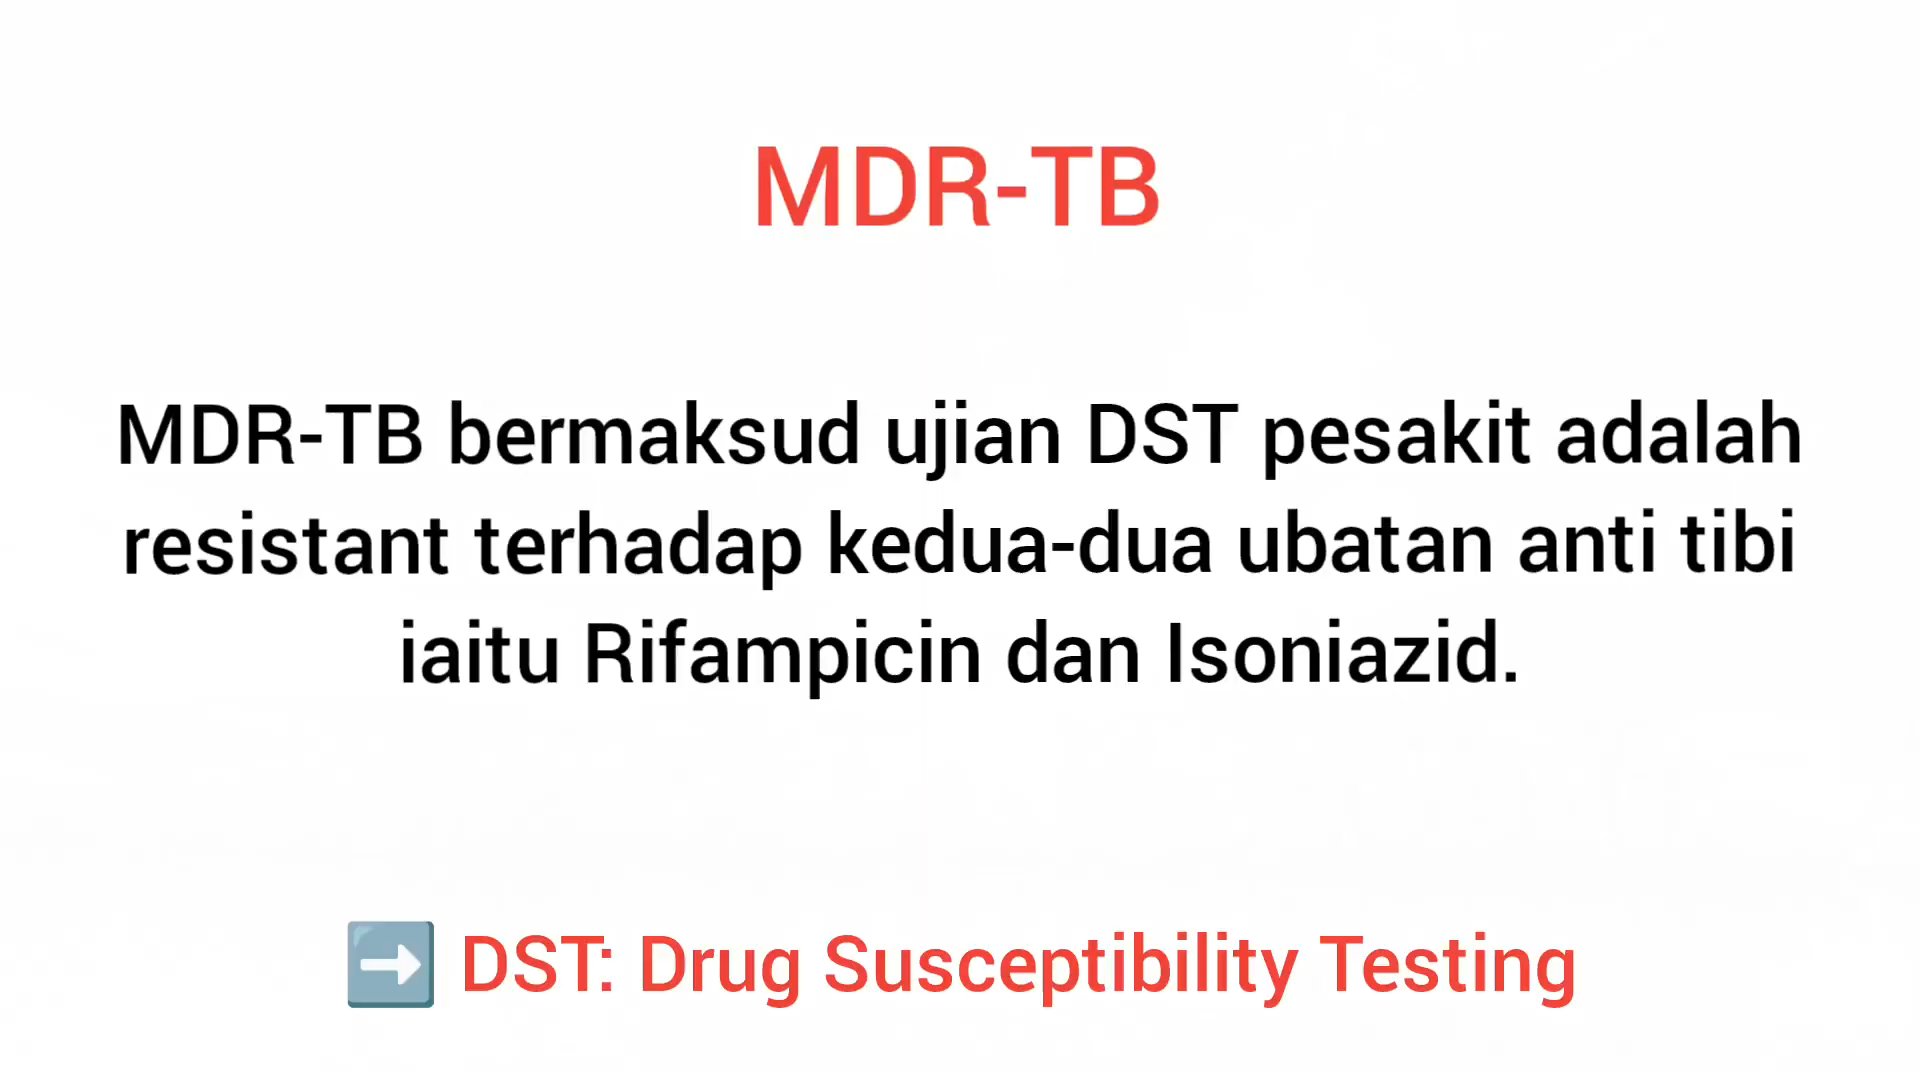 MDR-TB
MDR-TB bermaksud ujian DST pesakit adalah
resistant terhadap kedua-dua ubatan anti tibi
iaitu Rifampicin dan Isoniazid.
➡️ DST: Drug Susceptibility Testing